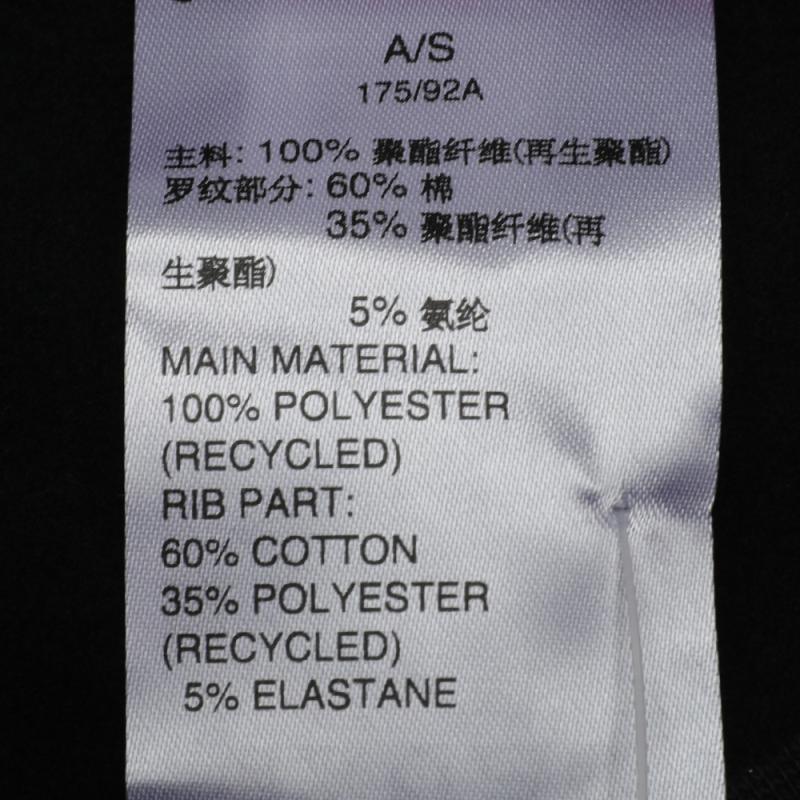 A/S
175/92A
主料: 100% 聚酯纤维(再生聚酯)
罗纹部分: 60% 棉
35% 聚酯纤维(再
生聚酯)
5% 氨纶
MAIN MATERIAL:
100% POLYESTER
(RECYCLED)
RIB PART:
60% COTTON
35% POLYESTER
(RECYCLED)
5% ELASTANE